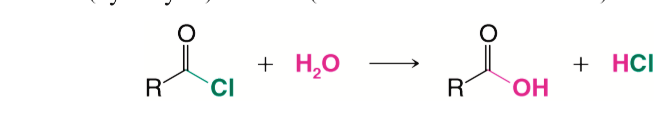 O O
R Cl + H₂O ⟶ R OH + HCl